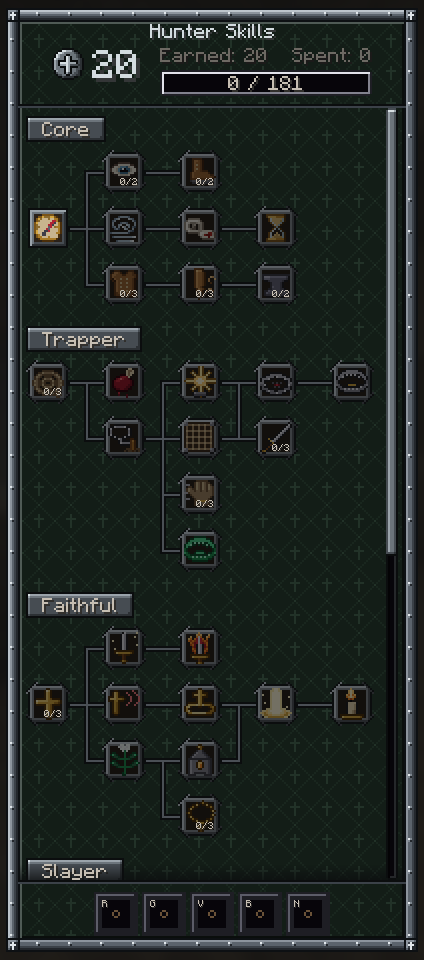 Hunter Skills
20
Earned: 20 Spent: 0
0 / 181
Core
0/2
0/2
0/3
0/3
0/2
Trapper
0/3
0/3
0/3
Faithful
0/3
0/3
Slayer
R G V B N